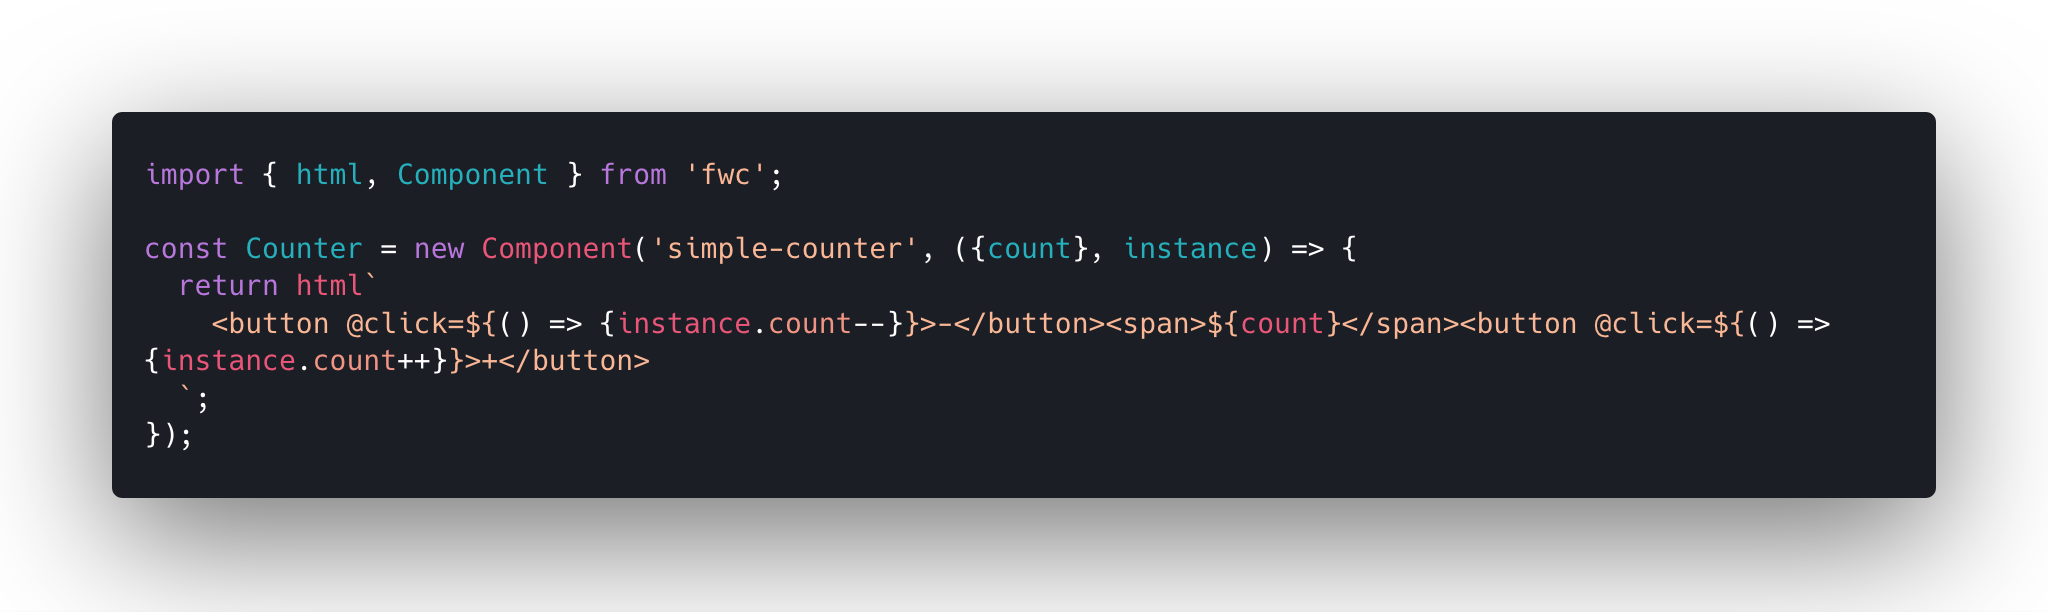 import { html, Component } from 'fwc';

const Counter = new Component('simple-counter', ({count}, instance) => {
  return html`
    <button @click=${() => {instance.count--}}>-</button><span>${count}</span><button @click=${() =>
{instance.count++}}>+</button>
  `;
});